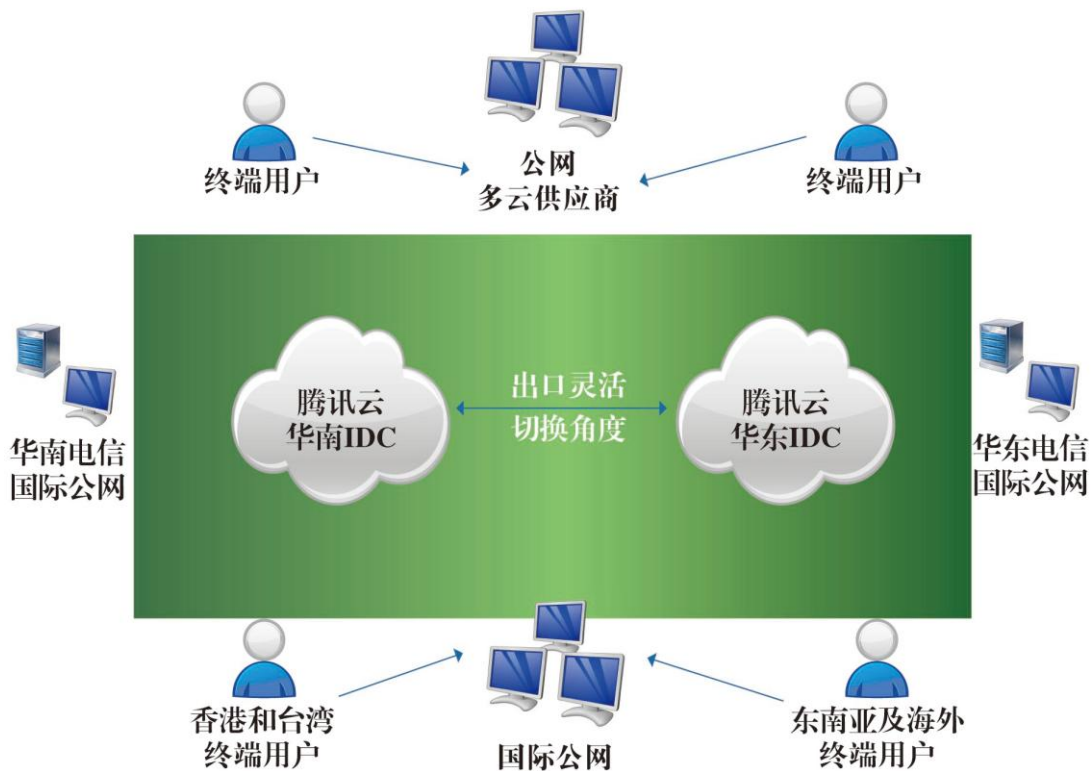 终端用户
公网
多云供应商
终端用户
腾讯云
华南IDC
出口灵活
切换角度
腾讯云
华东IDC
华南电信
国际公网
华东电信
国际公网
香港和台湾
终端用户
国际公网
东南亚及海外
终端用户